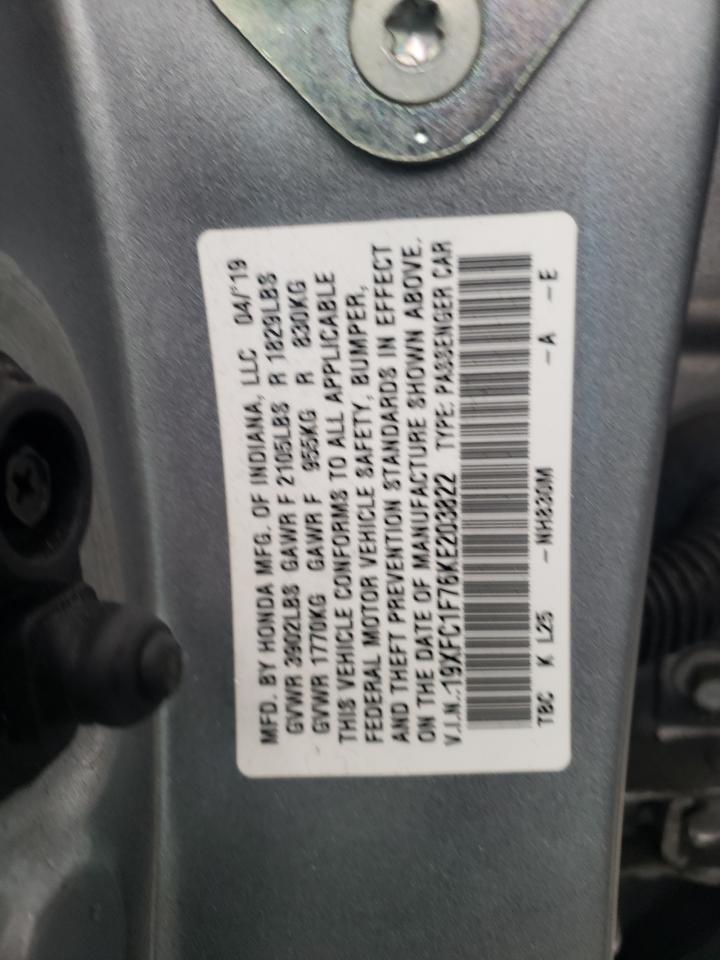 MFD. BY HONDA MFG. OF INDIANA, LLC 04/19
GVWR 3902LBS GAWR F 2105LBS R 1829LBS
GVWR 1770KG GAWR F 955KG R 830KG
THIS VEHICLE CONFORMS TO ALL APPLICABLE
FEDERAL MOTOR VEHICLE SAFETY, BUMPER,
AND THEFT PREVENTION STANDARDS IN EFFECT
ON THE DATE OF MANUFACTURE SHOWN ABOVE.
V.I.N.:19XFC1F76KE203822 TYPE: PASSENGER CAR
TBC K L25 -NH830M -A -E